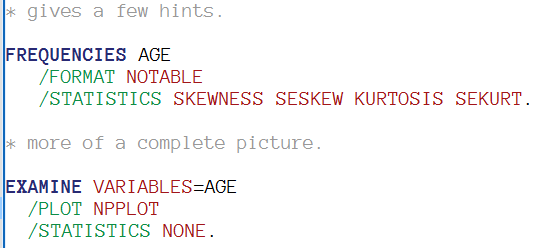 * gives a few hints.
FREQUENCIES AGE
/FORMAT NOTABLE
/STATISTICS SKEWNESS SESKEW KURTOSIS SEKURT.
* more of a complete picture.
EXAMINE VARIABLES=AGE
/PLOT NPPLOT
/STATISTICS NONE.